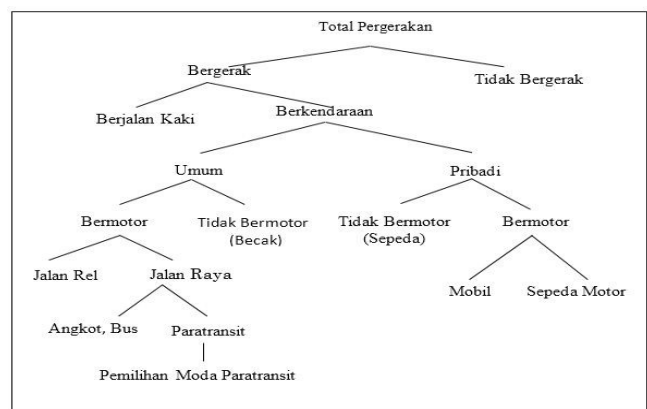 Total Pergerakan
Bergerak
Tidak Bergerak
Berjalan Kaki
Berkendaraan
Umum
Pribadi
Bermotor
Tidak Bermotor
(Becak)
Tidak Bermotor
(Sepeda)
Bermotor
Jalan Rel
Jalan Raya
Mobil
Sepeda Motor
Angkot, Bus
Paratransit
Pemilihan Moda Paratransit